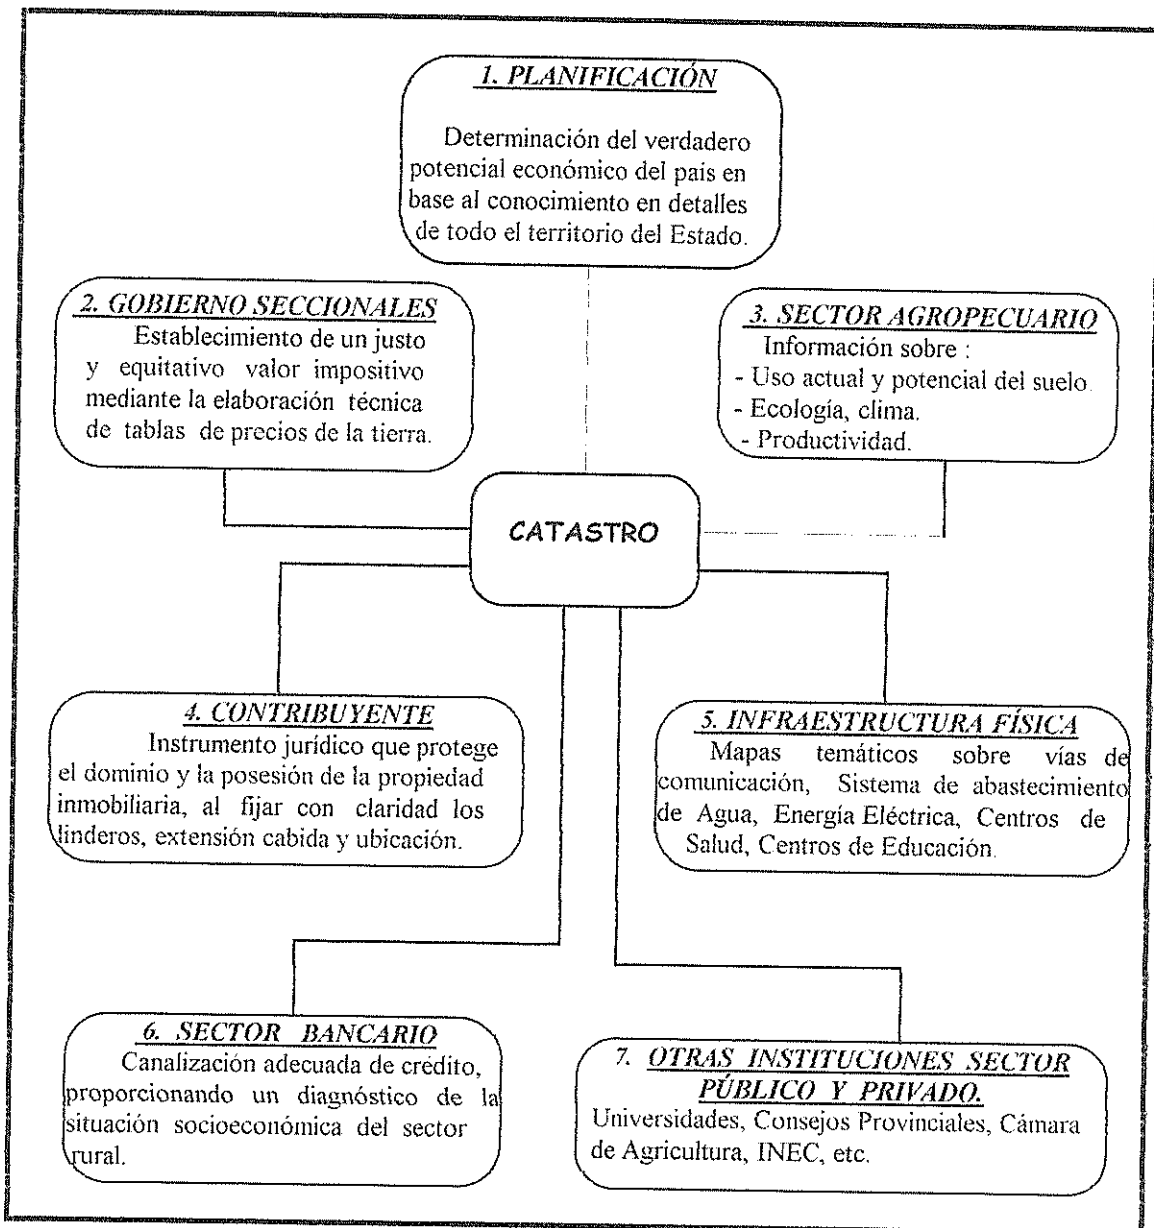 1. PLANIFICACIÓN
Determinación del verdadero
potencial económico del pais en
base al conocimiento en detalles
de todo el territorio del Estado.
2. GOBIERNO SECCIONALES
Establecimiento de un justo
y equitativo valor impositivo
mediante la elaboración técnica
de tablas de precios de la tierra.
3. SECTOR AGROPECUARIO
Información sobre :
- Uso actual y potencial del suelo.
- Ecología, clima.
- Productividad.
CATASTRO
4. CONTRIBUYENTE
Instrumento jurídico que protege
el dominio y la posesión de la propiedad
inmobiliaria, al fijar con claridad los
linderos, extensión cabida y ubicación.
5. INFRAESTRUCTURA FÍSICA
Mapas temáticos sobre vías de
comunicación, Sistema de abastecimiento
de Agua, Energía Eléctrica, Centros de
Salud, Centros de Educación.
6. SECTOR BANCARIO
Canalización adecuada de crédito,
proporcionando un diagnóstico de la
situación socioeconómica del sector
rural.
7. OTRAS INSTITUCIONES SECTOR
PÚBLICO Y PRIVADO.
Universidades, Consejos Provinciales, Cámara
de Agricultura, INEC, etc.